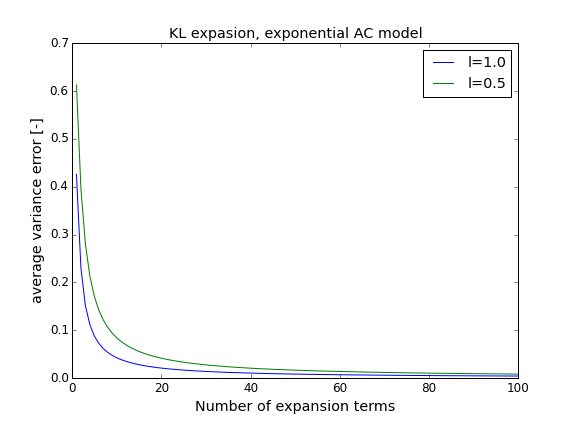 KL expasion, exponential AC model
0.7
0.6
0.5
0.4
0.3
0.2
0.1
0.0
average variance error [-]
l=1.0
l=0.5
0 20 40 60 80 100
Number of expansion terms